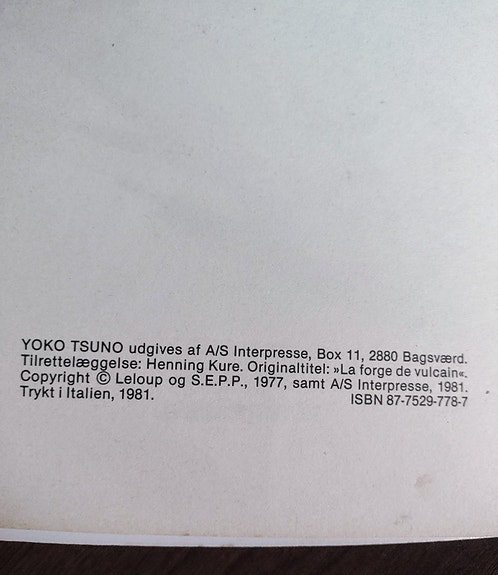 YOKO TSUNO udgives af A/S Interpresse, Box 11, 2880 Bagsværd.
Tilrettelæggelse: Henning Kure. Originaltitel: »La forge de vulcain«.
Copyright © Leloup og S.E.P.P., 1977, samt A/S Interpresse, 1981.
Trykt i Italien, 1981. ISBN 87-7529-778-7